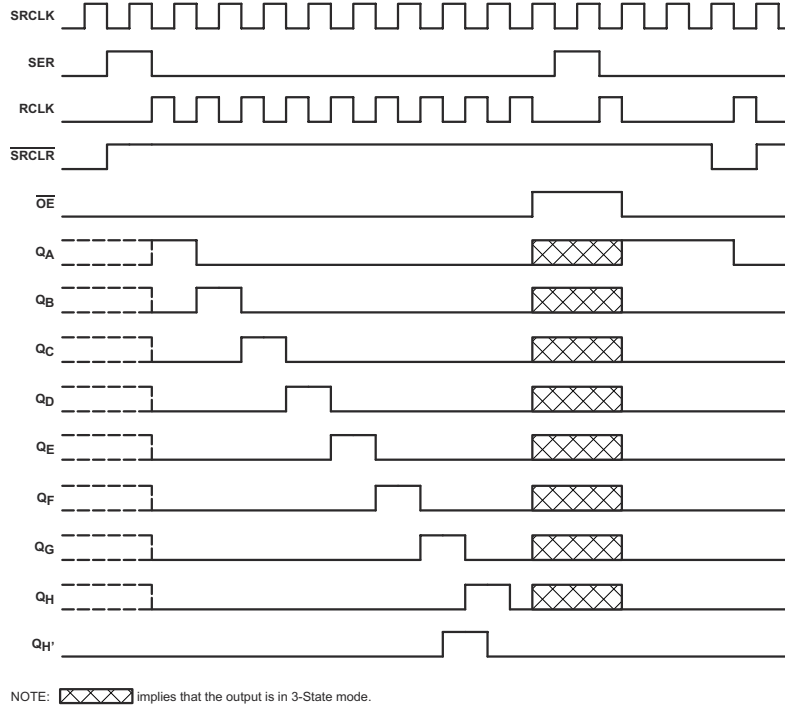 SRCLK
SER
RCLK
SRCLR
OE
QA
QB
QC
QD
QE
QF
QG
QH
QH'
NOTE: implies that the output is in 3-State mode.